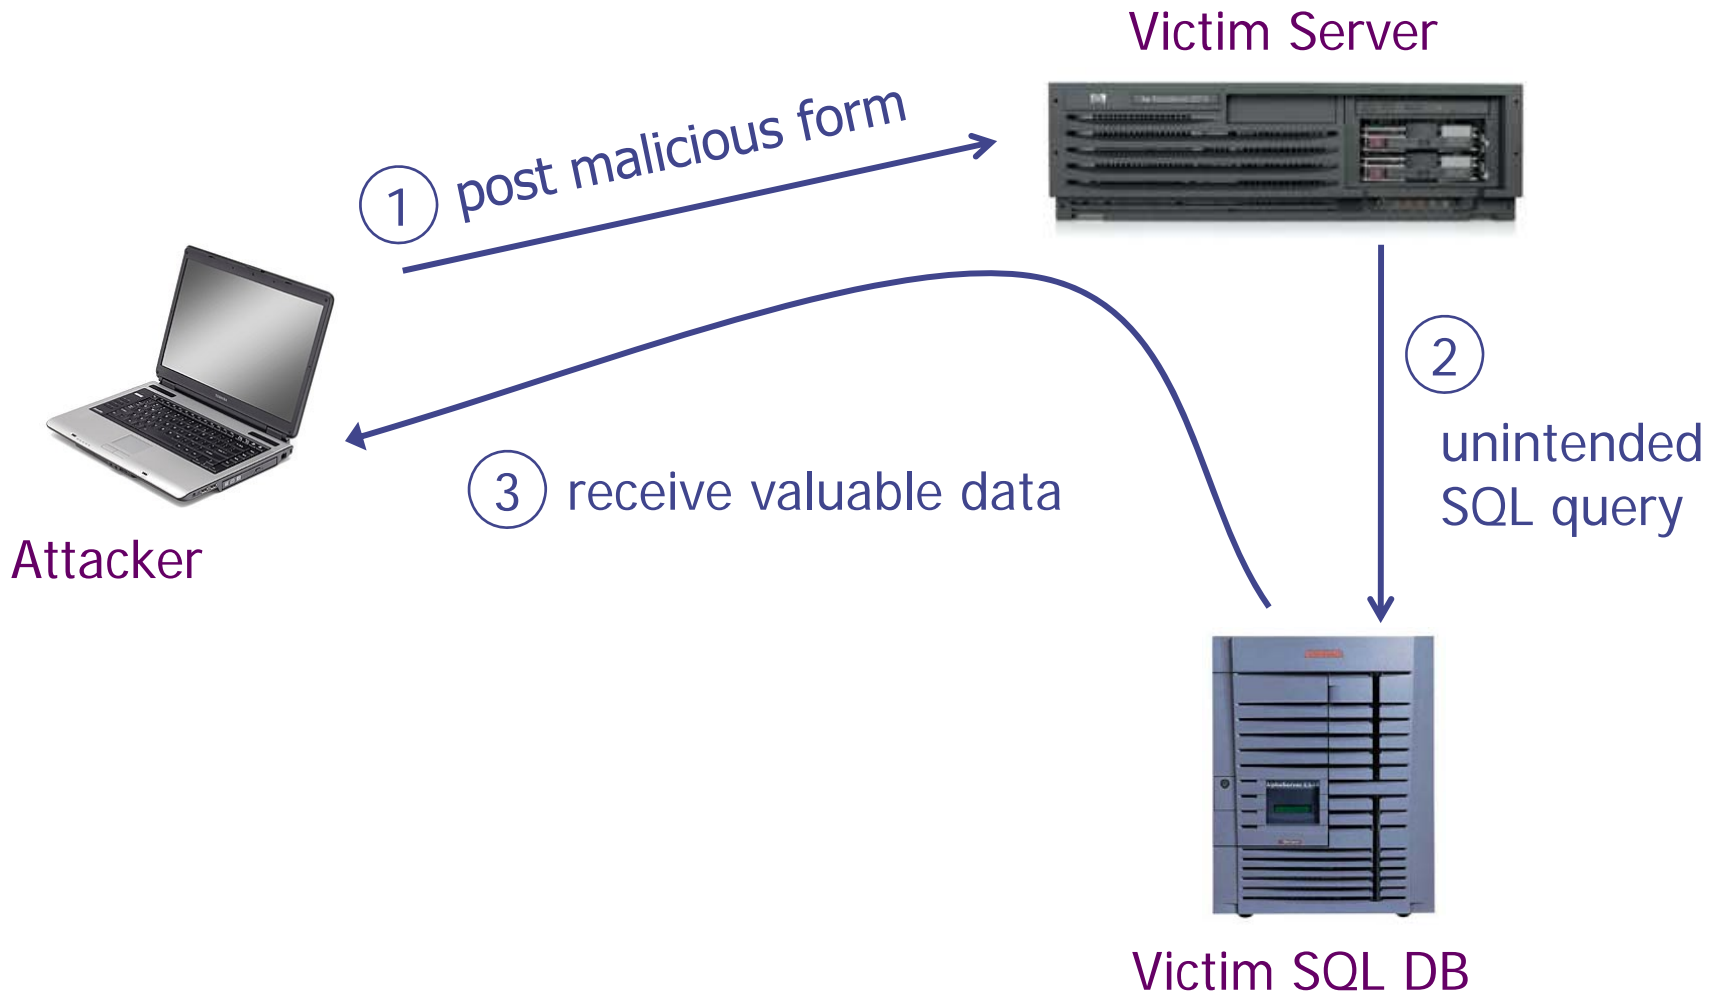 Victim Server
1 post malicious form
2
unintended
SQL query
3 receive valuable data
Attacker
Victim SQL DB